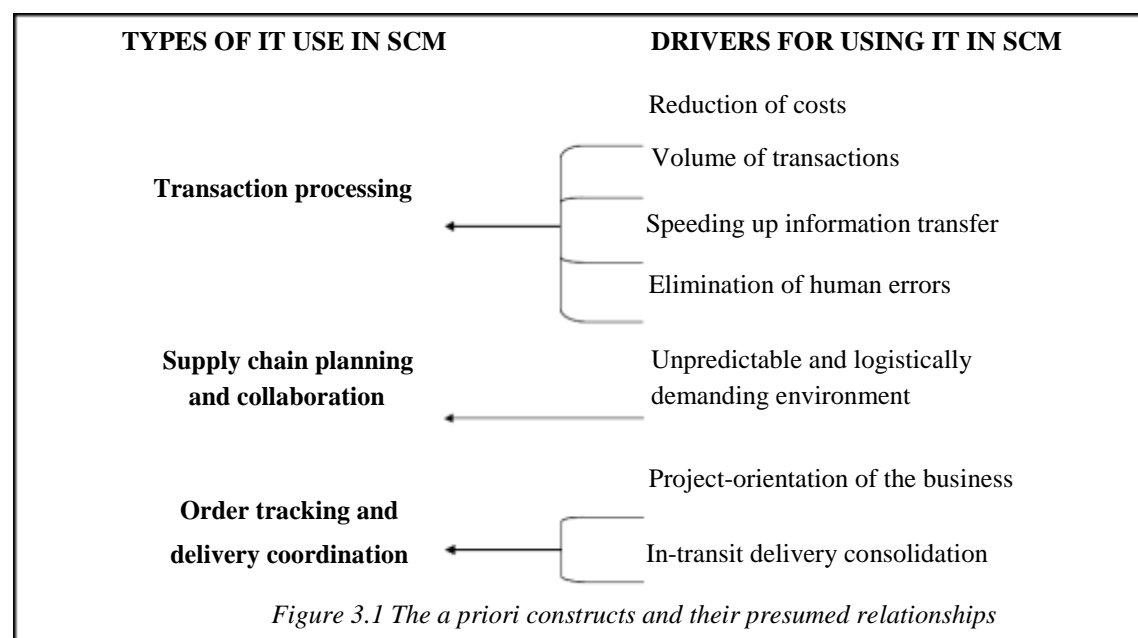 TYPES OF IT USE IN SCM
DRIVERS FOR USING IT IN SCM
Reduction of costs
Volume of transactions
Transaction processing
Speeding up information transfer
Elimination of human errors
Supply chain planning
and collaboration
Unpredictable and logistically
demanding environment
Project-orientation of the business
Order tracking and
delivery coordination
In-transit delivery consolidation
Figure 3.1 The a priori constructs and their presumed relationships